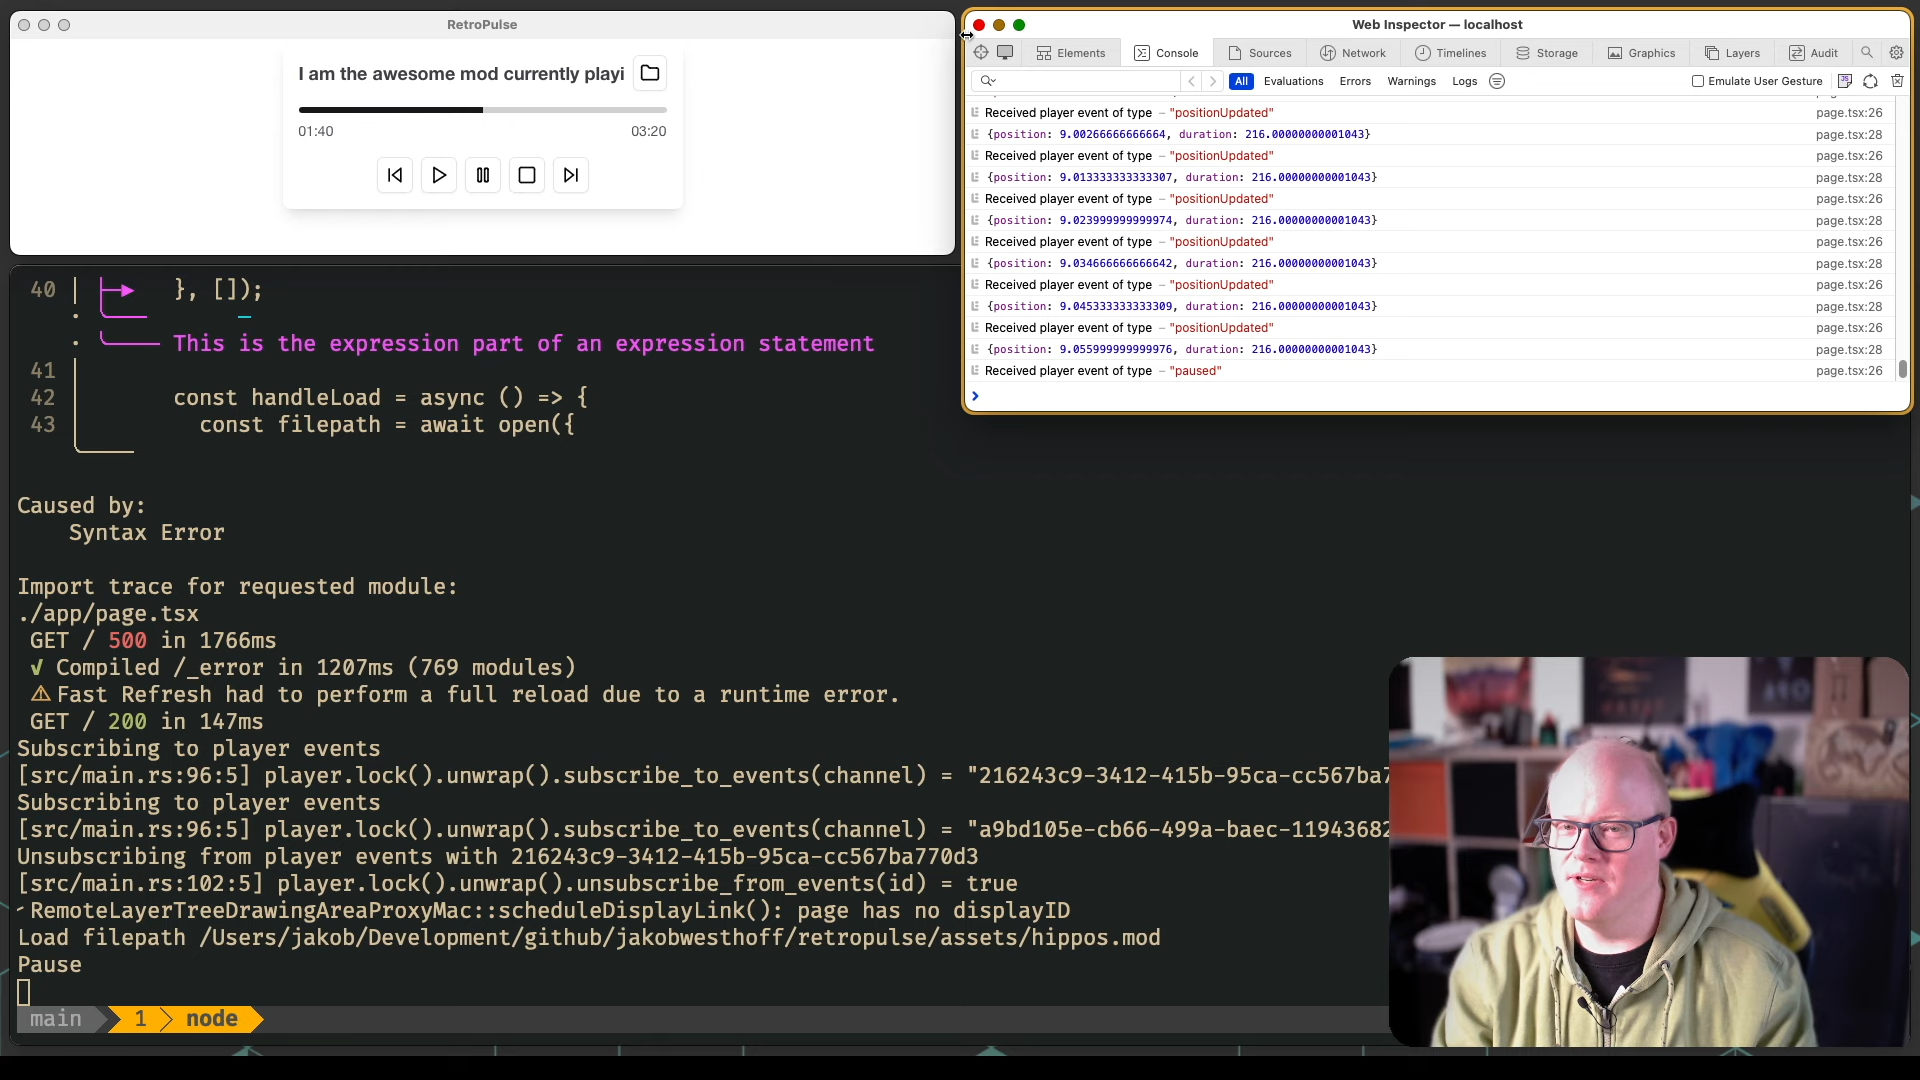 RetroPulse
I am the awesome mod currently playi
01:40
03:20
Web Inspector — localhost
Elements
Console
Sources
Network
Timelines
Storage
Graphics
Layers
Audit
All
Evaluations
Errors
Warnings
Logs
Emulate User Gesture
Received player event of type – "positionUpdated" page.tsx:26
{position: 9.00266666666664, duration: 216.00000000001043} page.tsx:28
Received player event of type – "positionUpdated" page.tsx:26
{position: 9.013333333333307, duration: 216.00000000001043} page.tsx:28
Received player event of type – "positionUpdated" page.tsx:26
{position: 9.023999999999974, duration: 216.00000000001043} page.tsx:28
Received player event of type – "positionUpdated" page.tsx:26
{position: 9.034666666666642, duration: 216.00000000001043} page.tsx:28
Received player event of type – "positionUpdated" page.tsx:26
{position: 9.045333333333309, duration: 216.00000000001043} page.tsx:28
Received player event of type – "positionUpdated" page.tsx:26
{position: 9.055999999999976, duration: 216.00000000001043} page.tsx:28
Received player event of type – "paused" page.tsx:26
40 }, []);
This is the expression part of an expression statement
41
42 const handleLoad = async () => {
43 const filepath = await open({
Caused by:
Syntax Error
Import trace for requested module:
./app/page.tsx
GET / 500 in 1766ms
✓ Compiled /_error in 1207ms (769 modules)
⚠ Fast Refresh had to perform a full reload due to a runtime error.
GET / 200 in 147ms
Subscribing to player events
[src/main.rs:96:5] player.lock().unwrap().subscribe_to_events(channel) = "216243c9-3412-415b-95ca-cc567ba7
Subscribing to player events
[src/main.rs:96:5] player.lock().unwrap().subscribe_to_events(channel) = "a9bd105e-cb66-499a-baec-11943682
Unsubscribing from player events with 216243c9-3412-415b-95ca-cc567ba770d3
[src/main.rs:102:5] player.lock().unwrap().unsubscribe_from_events(id) = true
RemoteLayerTreeDrawingAreaProxyMac::scheduleDisplayLink(): page has no displayID
Load filepath /Users/jakob/Development/github/jakobwesthoff/retropulse/assets/hippos.mod
Pause
main 1 node